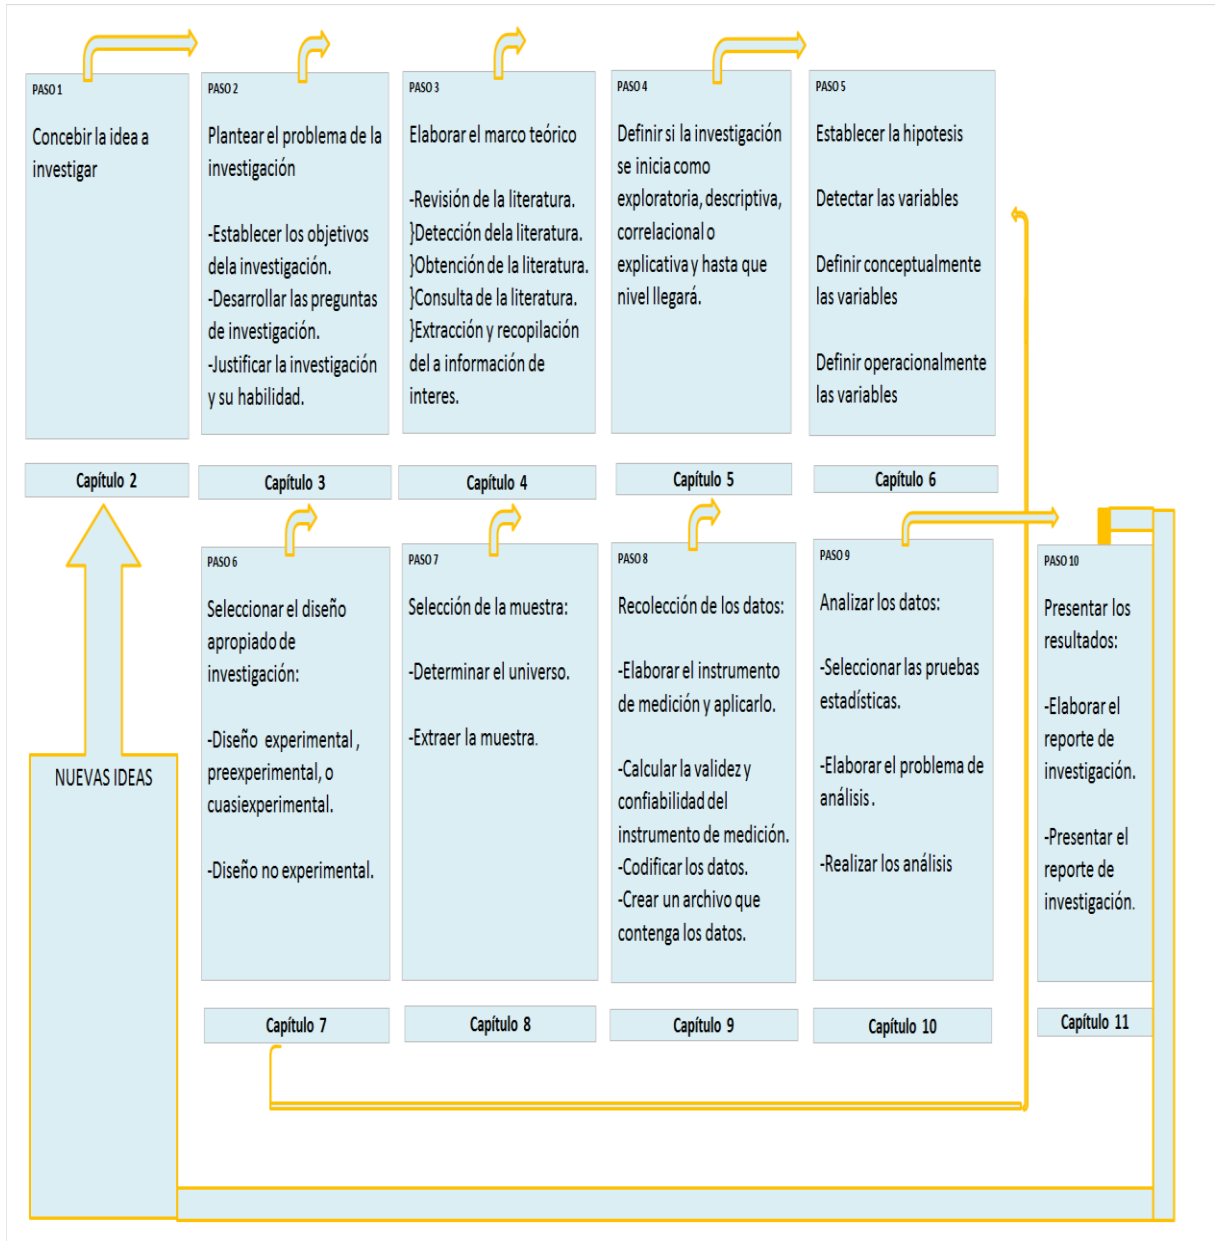 PASO 1
Concebir la idea a
investigar
PASO 2
Plantear el problema de la
investigación
-Establecer los objetivos
dela investigación.
-Desarrollar las preguntas
de investigación.
-Justificar la investigación
y su habilidad.
PASO 3
Elaborar el marco teórico
-Revisión de la literatura.
}Detección dela literatura.
}Obtención de la literatura.
}Consulta de la literatura.
}Extracción y recopilación
del a información de
interes.
PASO 4
Definir si la investigación
se inicia como
exploratoria, descriptiva,
correlacional o
explicativa y hasta que
nivel llegará.
PASO 5
Establecer la hipotesis
Detectar las variables
Definir conceptualmente
las variables
Definir operacionalmente
las variables
Capítulo 2
Capítulo 3
Capítulo 4
Capítulo 5
Capítulo 6
NUEVAS IDEAS
PASO 6
Seleccionar el diseño
apropiado de
investigación:
-Diseño experimental ,
preexperimental, o
cuasiexperimental.
-Diseño no experimental.
PASO 7
Selección de la muestra:
-Determinar el universo.
-Extraer la muestra.
PASO 8
Recolección de los datos:
-Elaborar el instrumento
de medición y aplicarlo.
-Calcular la validez y
confiabilidad del
instrumento de medición.
-Codificar los datos.
-Crear un archivo que
contenga los datos.
PASO 9
Analizar los datos:
-Seleccionar las pruebas
estadísticas.
-Elaborar el problema de
análisis .
-Realizar los análisis
PASO 10
Presentar los
resultados:
-Elaborar el
reporte de
investigación.
-Presentar el
reporte de
investigación.
Capítulo 7
Capítulo 8
Capítulo 9
Capítulo 10
Capítulo 11